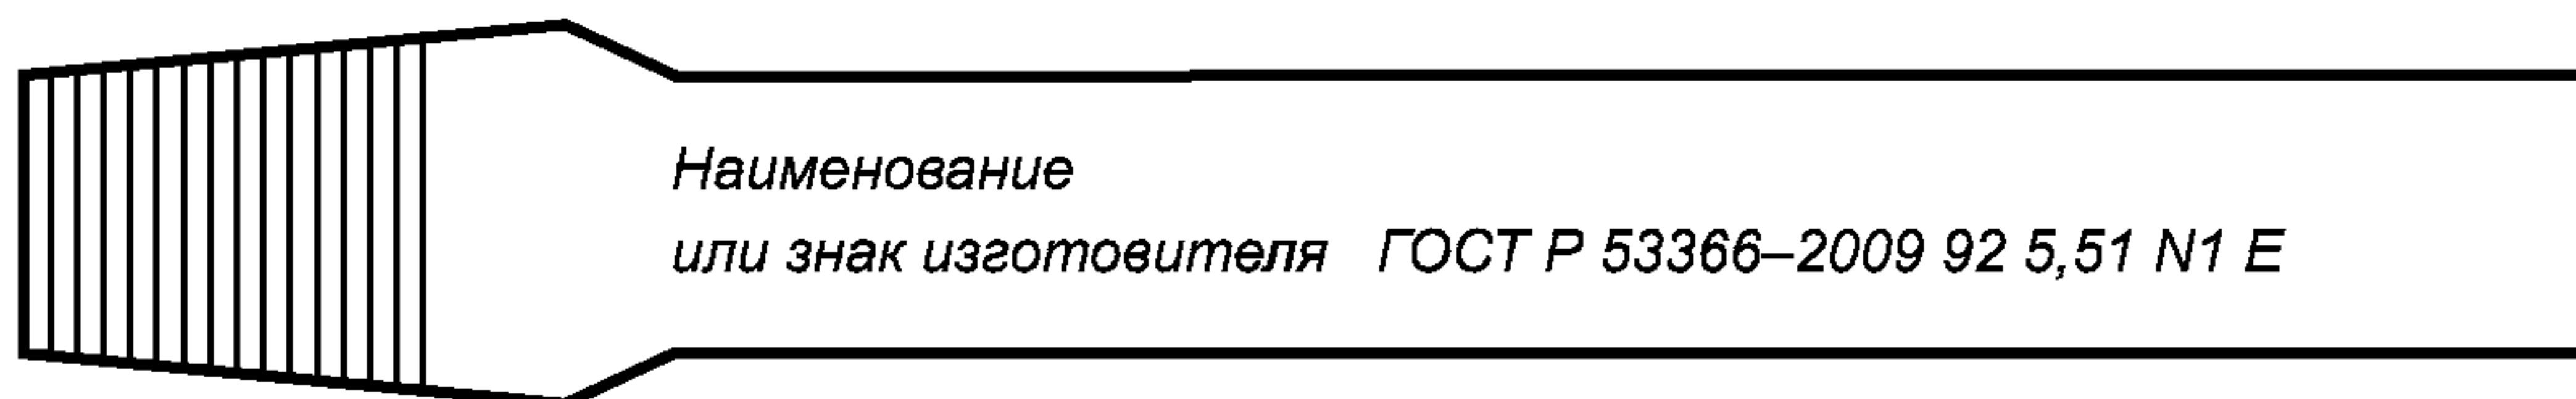 Наименование
или знак изготовителя ГОСТ Р 53366–2009 92 5,51 N1 E